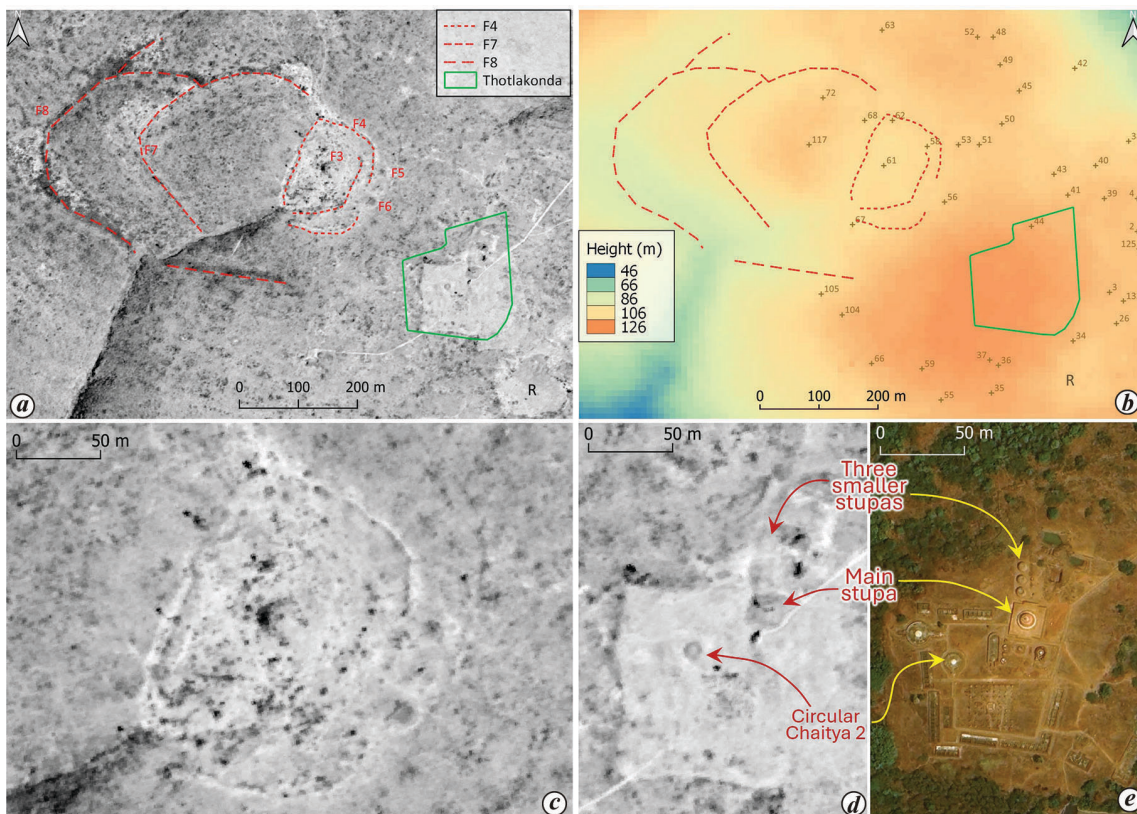 N
F4
F7
F8
Thotlakonda
F8
F7
F4
F3
F5
F6
0 100 200 m
R
a
N
63
52 48
49
42
45
72
68 62
50
117
58 53 51
3
61
43 40
41 39 4
56
67
44
2
125
Height (m)
46
66
86
106
126
105
104
3
13
26
34
66 59
37 36
R
35
55
0 100 200 m
b
0 50 m
c
0 50 m
Three
smaller
stupas
Main
stupa
Circular
Chaitya 2
d
0 50 m
e